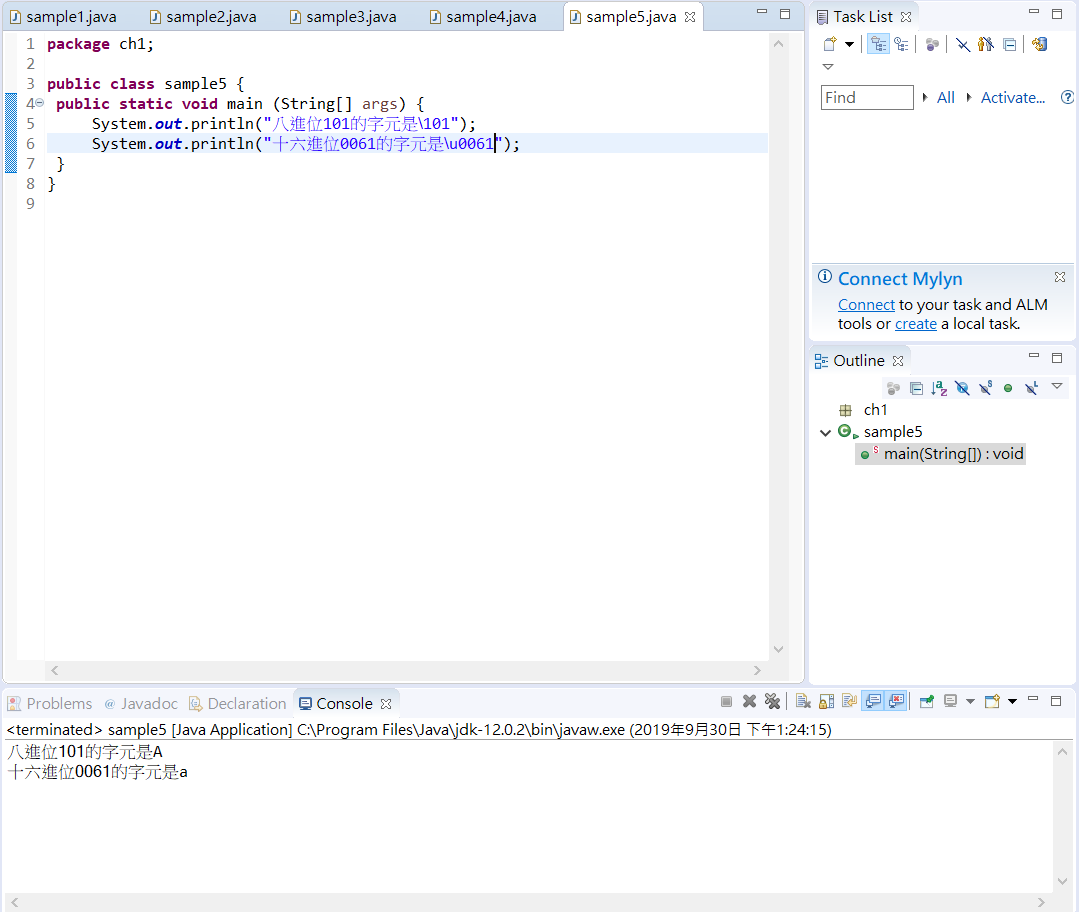 sample1.java sample2.java sample3.java sample4.java sample5.java
1 package ch1;
2
3 public class sample5 {
4 public static void main (String[] args) {
5 System.out.println("八進位101的字元是\101");
6 System.out.println("十六進位0061的字元是\u0061");
7 }
8 }
9
Task List
Find All Activate...
Connect Mylyn
Connect to your task and ALM
tools or create a local task.
Outline
ch1
sample5
main(String[]) : void
Problems @ Javadoc Declaration Console
<terminated> sample5 [Java Application] C:\Program Files\Java\jdk-12.0.2\bin\javaw.exe (2019年9月30日 下午1:24:15)
八進位101的字元是A
十六進位0061的字元是a